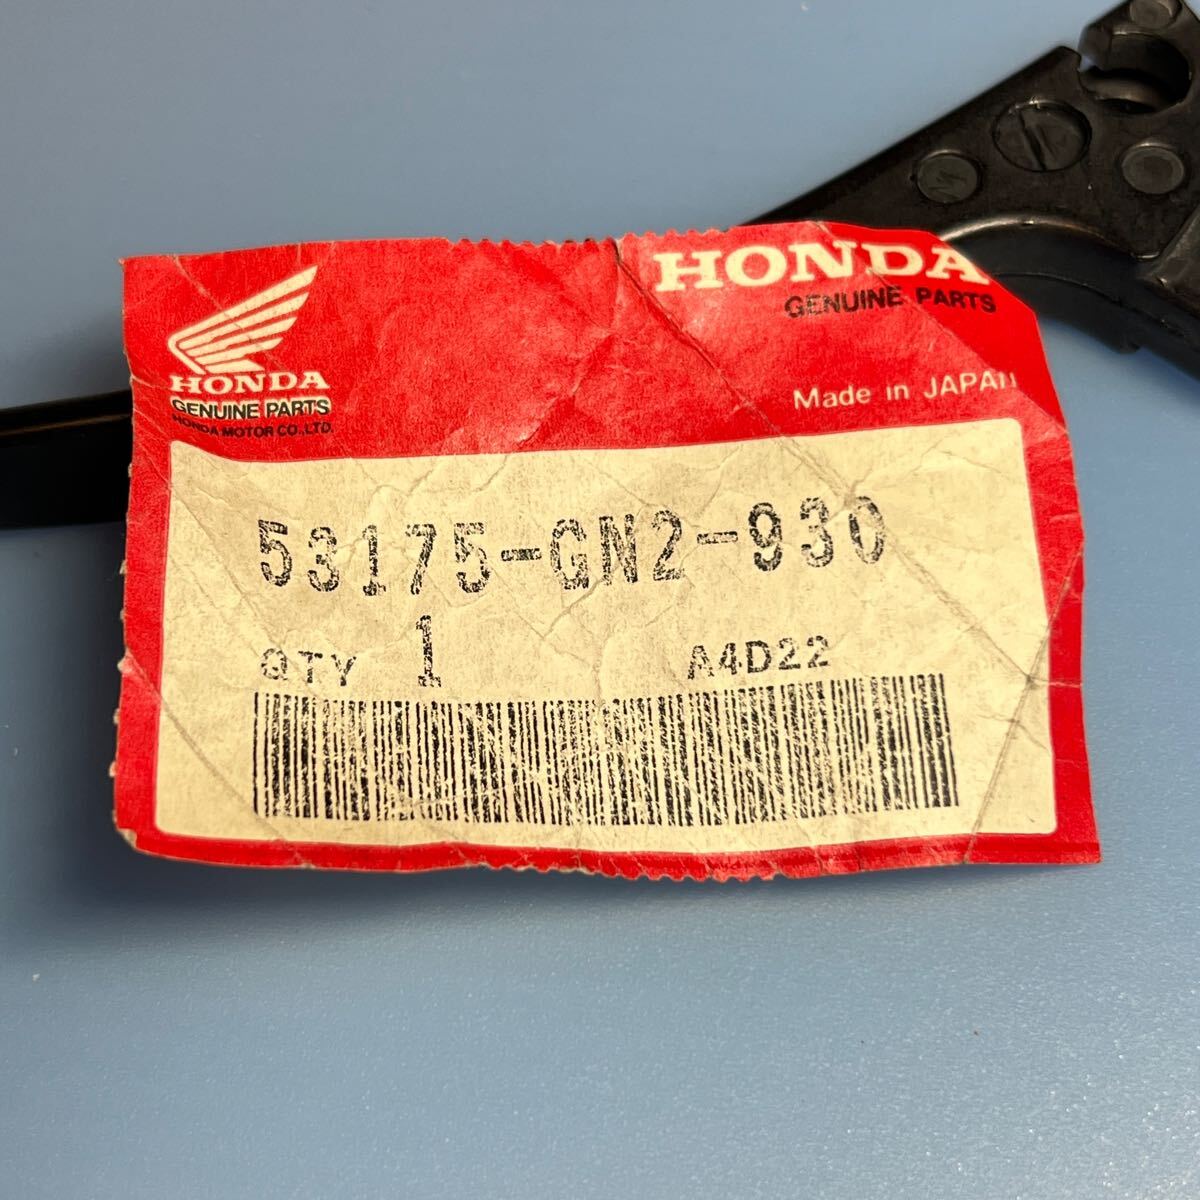 HONDA
GENUINE PARTS
Made in JAPAN
HONDA
GENUINE PARTS
HONDA MOTOR CO.,LTD.
53175-GN2-930
QTY 1 A4D22
M